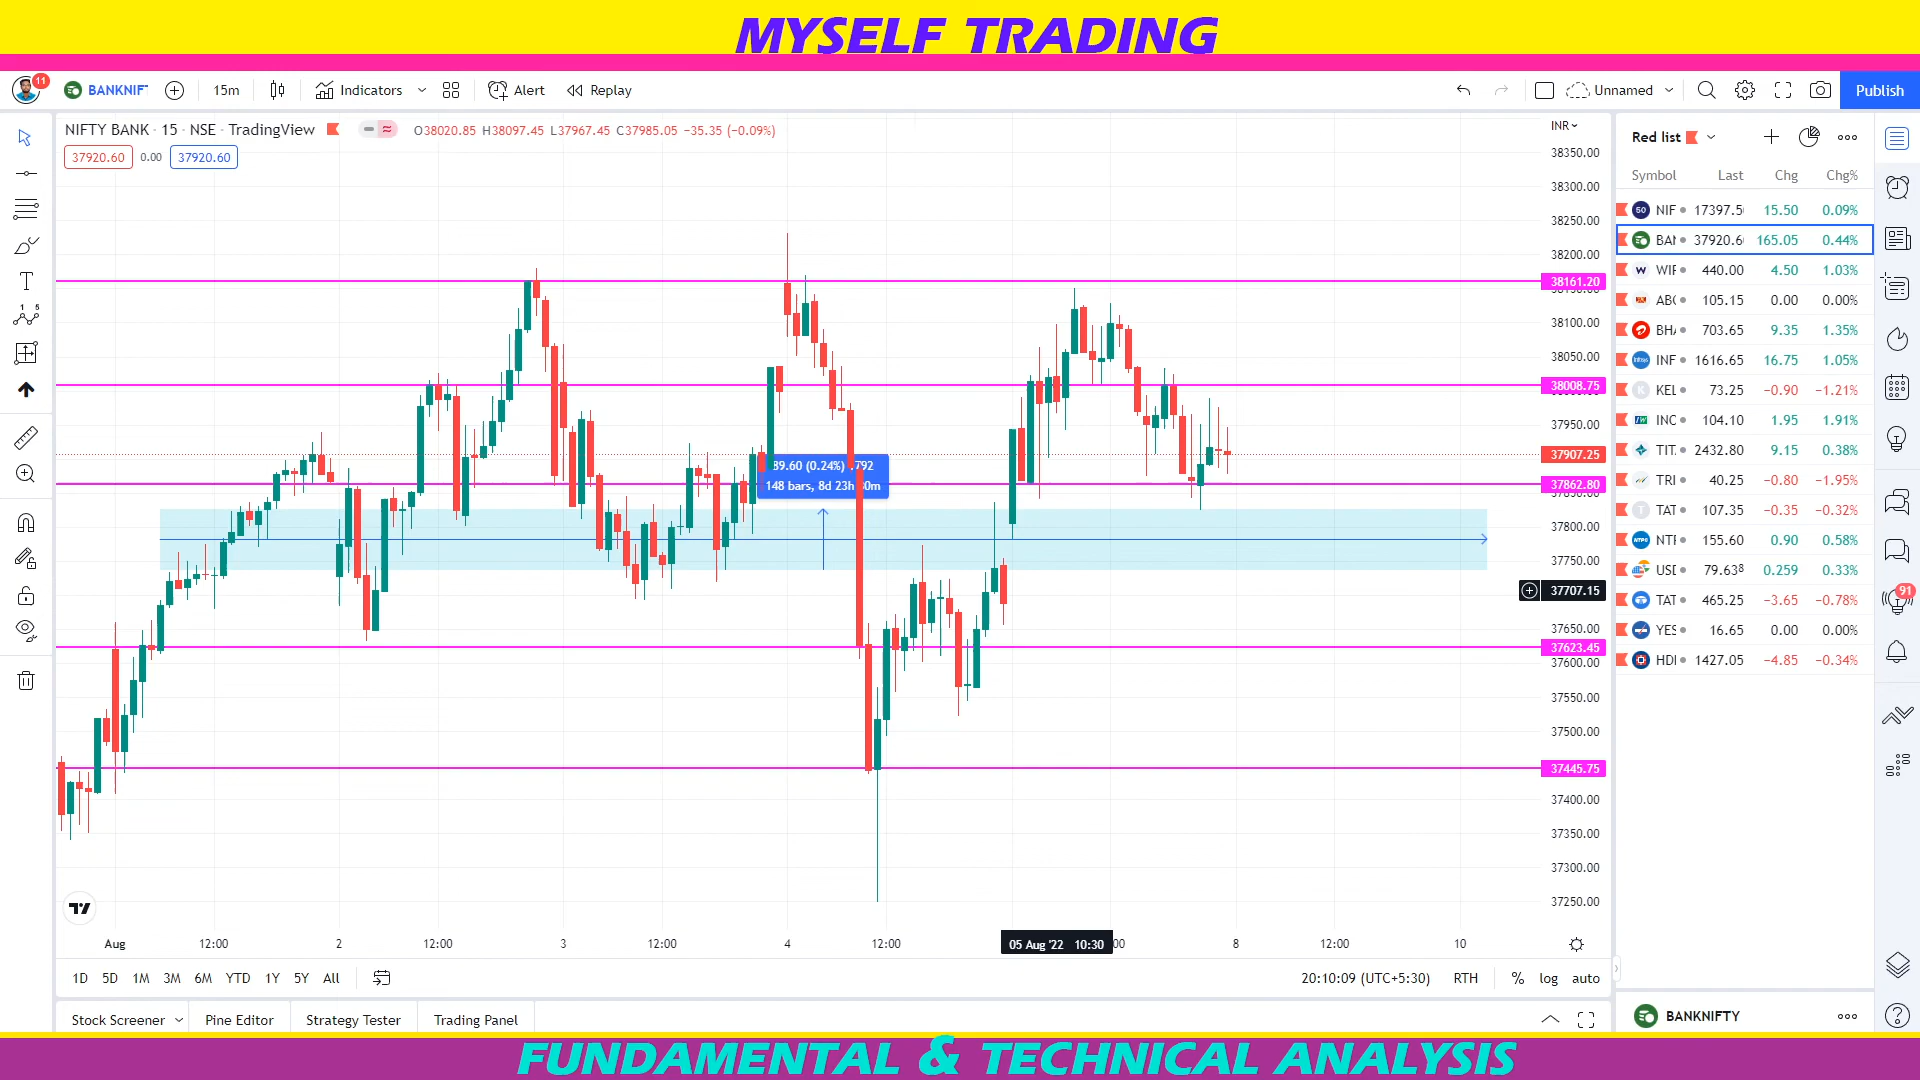 MYSELF TRADING
11 BANKNIF 15m Indicators Alert Replay Unnamed Publish
NIFTY BANK · 15 · NSE · TradingView O38020.85 H38097.45 L37967.45 C37985.05 −35.35 (−0.09%)
37920.60 0.00 37920.60
INR
38350.00
38300.00
38250.00
38200.00
38161.20
38100.00
38050.00
38008.75
37950.00
37907.25
37862.80
37800.00
37750.00
37707.15
37650.00
37623.45
37600.00
37550.00
37500.00
37445.75
37400.00
37350.00
37300.00
37250.00
89.60 (0.24%)
148 bars, 8d 23h
Aug 12:00 2 12:00 3 12:00 4 12:00 05 Aug '22 10:30 8 12:00 10
1D 5D 1M 3M 6M YTD 1Y 5Y All 20:10:09 (UTC+5:30) RTH % log auto
Stock Screener Pine Editor Strategy Tester Trading Panel
Red list
Symbol Last Chg Chg%
50 NIF 17397.5 15.50 0.09%
BAN 37920.6 165.05 0.44%
WIP 440.00 4.50 1.03%
ABC 105.15 0.00 0.00%
BHA 703.65 9.35 1.35%
INF 1616.65 16.75 1.05%
K KEL 73.25 −0.90 −1.21%
INC 104.10 1.95 1.91%
TIT 2432.80 9.15 0.38%
TRI 40.25 −0.80 −1.95%
T TAT 107.35 −0.35 −0.32%
NTPC NTF 155.60 0.90 0.58%
USD 79.638 0.259 0.33%
TAT 465.25 −3.65 −0.78%
YES 16.65 0.00 0.00%
HDI 1427.05 −4.85 −0.34%
91
BANKNIFTY
FUNDAMENTAL & TECHNICAL ANALYSIS